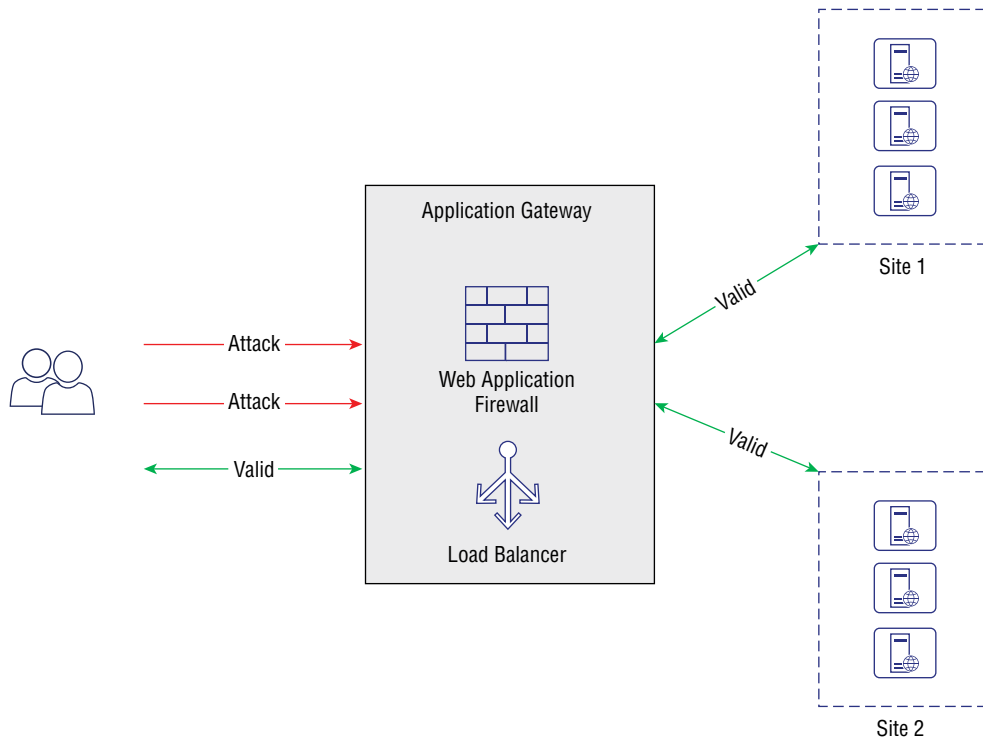 Application Gateway
Site 1
Valid
Attack
Web Application
Firewall
Attack
Valid
Valid
Load Balancer
Site 2